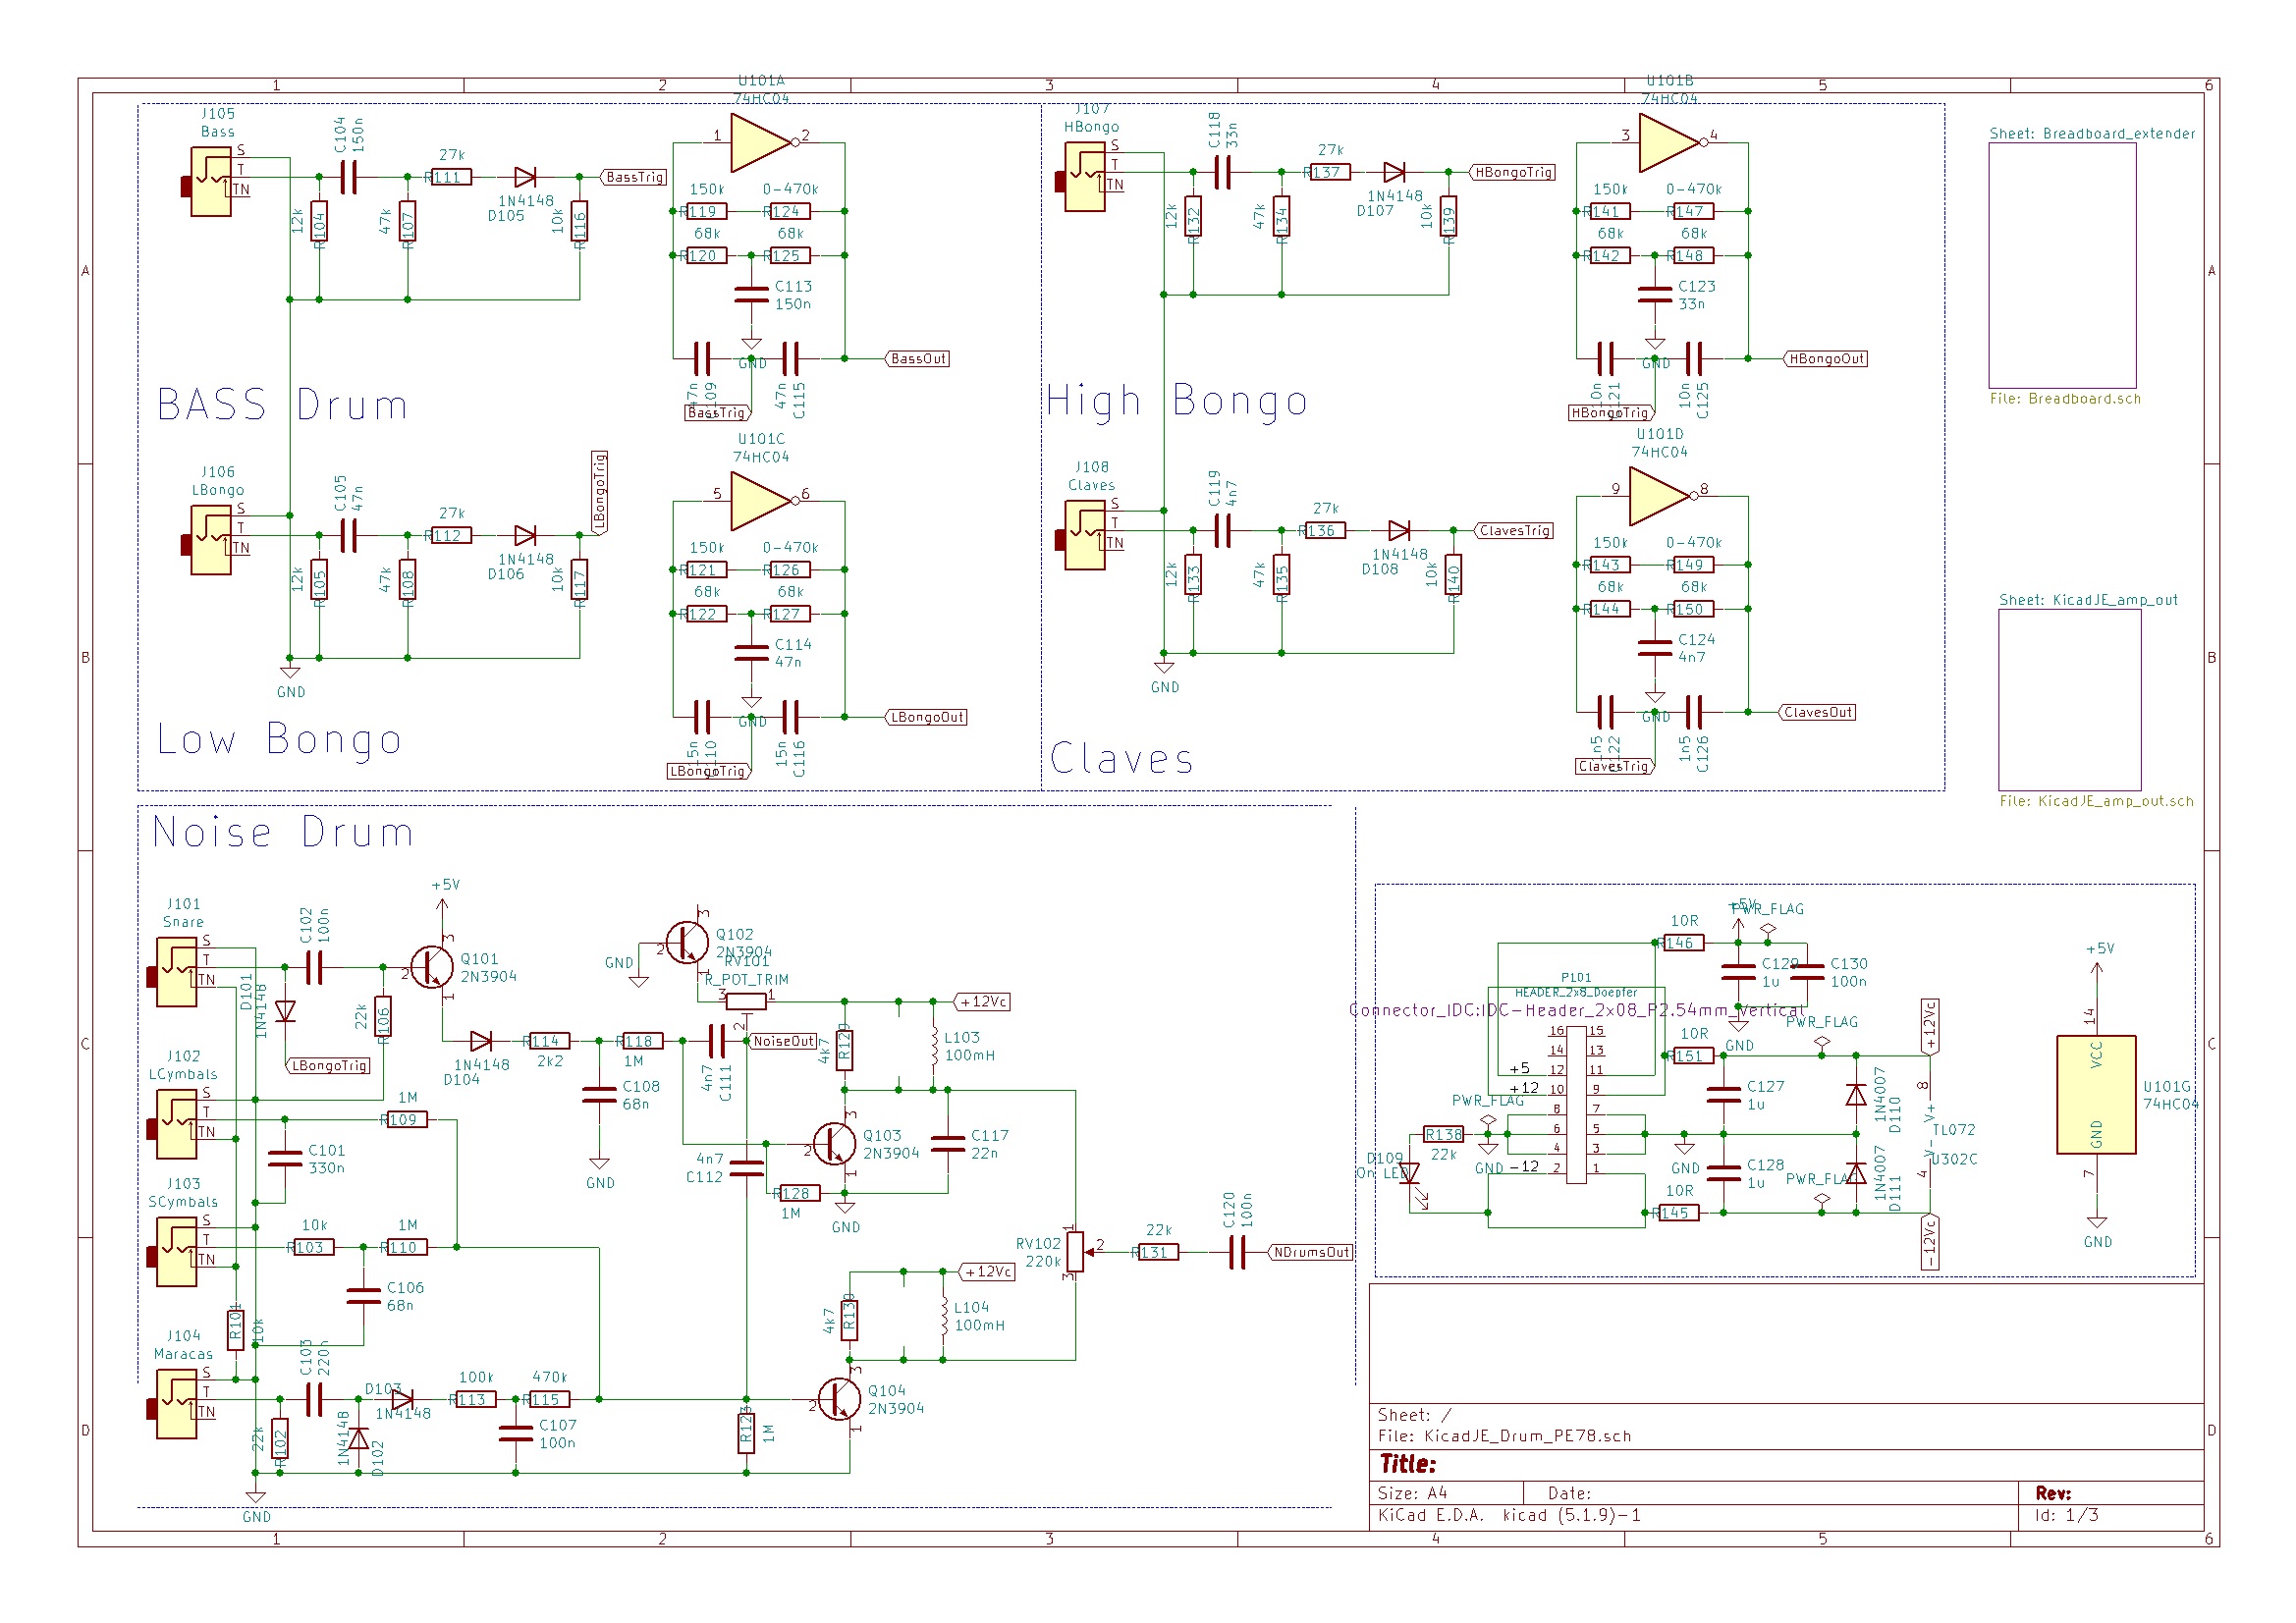 1 2 3 4 5 6
A
B
C
D
J105
Bass
S
T
TN
C104
150n
12k
R104
47k
R107
27k
R111
1N4148
D105
10k
R116
BassTrig
U101A
74HC04
1 2
150k 0-470k
R119 R124
68k 68k
R120 R125
C113
150n
GND
47n
47n
C115
BassTrig
BassOut
BASS Drum
J106
LBongo
S
T
TN
C105
47n
12k
R105
47k
R108
27k
R112
1N4148
D106
10k
R117
LBongoTrig
GND
U101C
74HC04
5 6
150k 0-470k
R121 R126
68k 68k
R122 R127
C114
47n
GND
15n
C116
LBongoTrig
LBongoOut
Low Bongo
J107
HBongo
S
T
TN
C118
33n
12k
R132
47k
R134
27k
R137
1N4148
D107
10k
R139
HBongoTrig
U101B
74HC04
3 4
150k 0-470k
R141 R147
68k 68k
R142 R148
C123
33n
GND
10n
C125
HBongoTrig
HBongoOut
High Bongo
J108
Claves
S
T
TN
C119
4n7
12k
R133
47k
R135
27k
R136
1N4148
D108
10k
R140
ClavesTrig
GND
U101D
74HC04
9 8
150k 0-470k
R143 R149
68k 68k
R144 R150
C124
4n7
GND
1n5
C126
ClavesTrig
ClavesOut
Claves
Sheet: Breadboard_extender
File: Breadboard.sch
Sheet: KicadJE_amp_out
File: KicadJE_amp_out.sch
Noise Drum
J101
Snare
S
T
TN
C102
100n
D101
1N4148
LBongoTrig
22k
R106
+5V
Q101
2N3904
1 2 3
1N4148
D104
R114
2k2
R118
1M
C108
68n
GND
GND
Q102
2N3904
RV101
R_POT_TRIM
4n7
C111
NoiseOut
+12Vc
4k7
R129
L103
100mH
Q103
2N3904
C117
22n
4n7
C112
R128
1M
GND
J102
LCymbals
S
T
TN
C101
330n
1M
R109
J103
SCymbals
S
T
TN
10k
R103
1M
R110
C106
68n
R101
10k
J104
Maracas
S
T
TN
C103
220n
22k
R102
1N4148
D102
D103
1N4148
100k
R113
470k
R115
C107
100n
R123
1M
GND
Q104
2N3904
4k7
R130
L104
100mH
+12Vc
RV102
220k
22k
R131
C120
100n
NDrumsOut
10R
R146
+5V
PWR_FLAG
C129
1u
C130
100n
GND
P101
HEADER_2x8_Doepfer
Connector_IDC:IDC-Header_2x08_P2.54mm_Vertical
16 15
14 13
+5 12 11
+12 10 9
8 7
6 5
4 3
-12 2 1
PWR_FLAG
R138
22k
GND
D109
On LED
10R
R151
PWR_FLAG
C127
1u
GND
C128
1u
10R
R145
PWR_FLAG
1N4007
D110
1N4007
D111
+12Vc
8
V+
TL072
V-
U302C
4
-12Vc
+5V
14
VCC
U101G
74HC04
GND
7
GND
Sheet: /
File: KicadJE_Drum_PE78.sch
Title:
Size: A4 Date: Rev:
KiCad E.D.A. kicad (5.1.9)-1 Id: 1/3
1 2 3 4 5 6